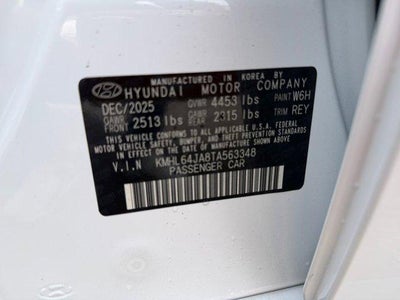 MANUFACTURED IN KOREA BY
HYUNDAI MOTOR COMPANY
DEC/2025 GVWR 4453 lbs PAINT W6H
GAWR FRONT 2513 lbs GAWR REAR 2315 lbs TRIM REY
THIS VEHICLE CONFORMS TO ALL APPLICABLE U.S.A. FEDERAL
MOTOR VEHICLE SAFETY, BUMPER, AND THEFT PREVENTION STANDARDS
IN EFFECT ON THE DATE OF MANUFACTURE SHOWN ABOVE.
V.I.N KMHL64JA8TA563348
PASSENGER CAR